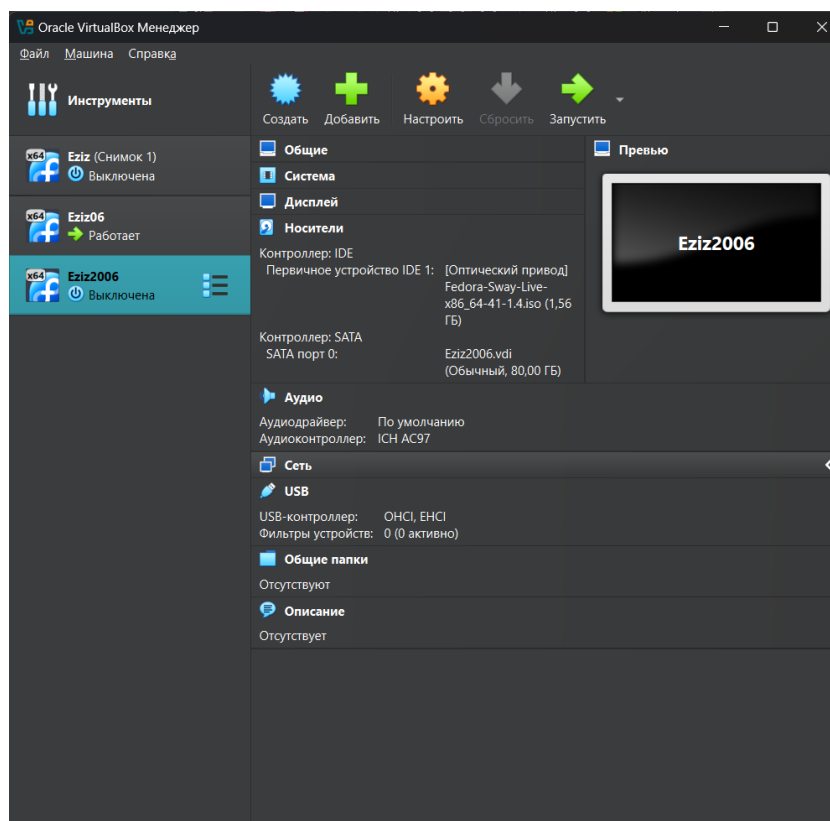 Oracle VirtualBox Менеджер
Файл Машина Справка
Инструменты
Создать Добавить Настроить Сбросить Запустить
x64 Eziz (Снимок 1)
Выключена
x64 Eziz06
Работает
x64 Eziz2006
Выключена
Общие
Система
Дисплей
Носители
Контроллер: IDE
Первичное устройство IDE 1: [Оптический привод]
Fedora-Sway-Live-
x86_64-41-1.4.iso (1,56
ГБ)
Контроллер: SATA
SATA порт 0: Eziz2006.vdi
(Обычный, 80,00 ГБ)
Превью
Eziz2006
Аудио
Аудиодрайвер: По умолчанию
Аудиоконтроллер: ICH AC97
Сеть
USB
USB-контроллер: OHCI, EHCI
Фильтры устройств: 0 (0 активно)
Общие папки
Отсутствуют
Описание
Отсутствует